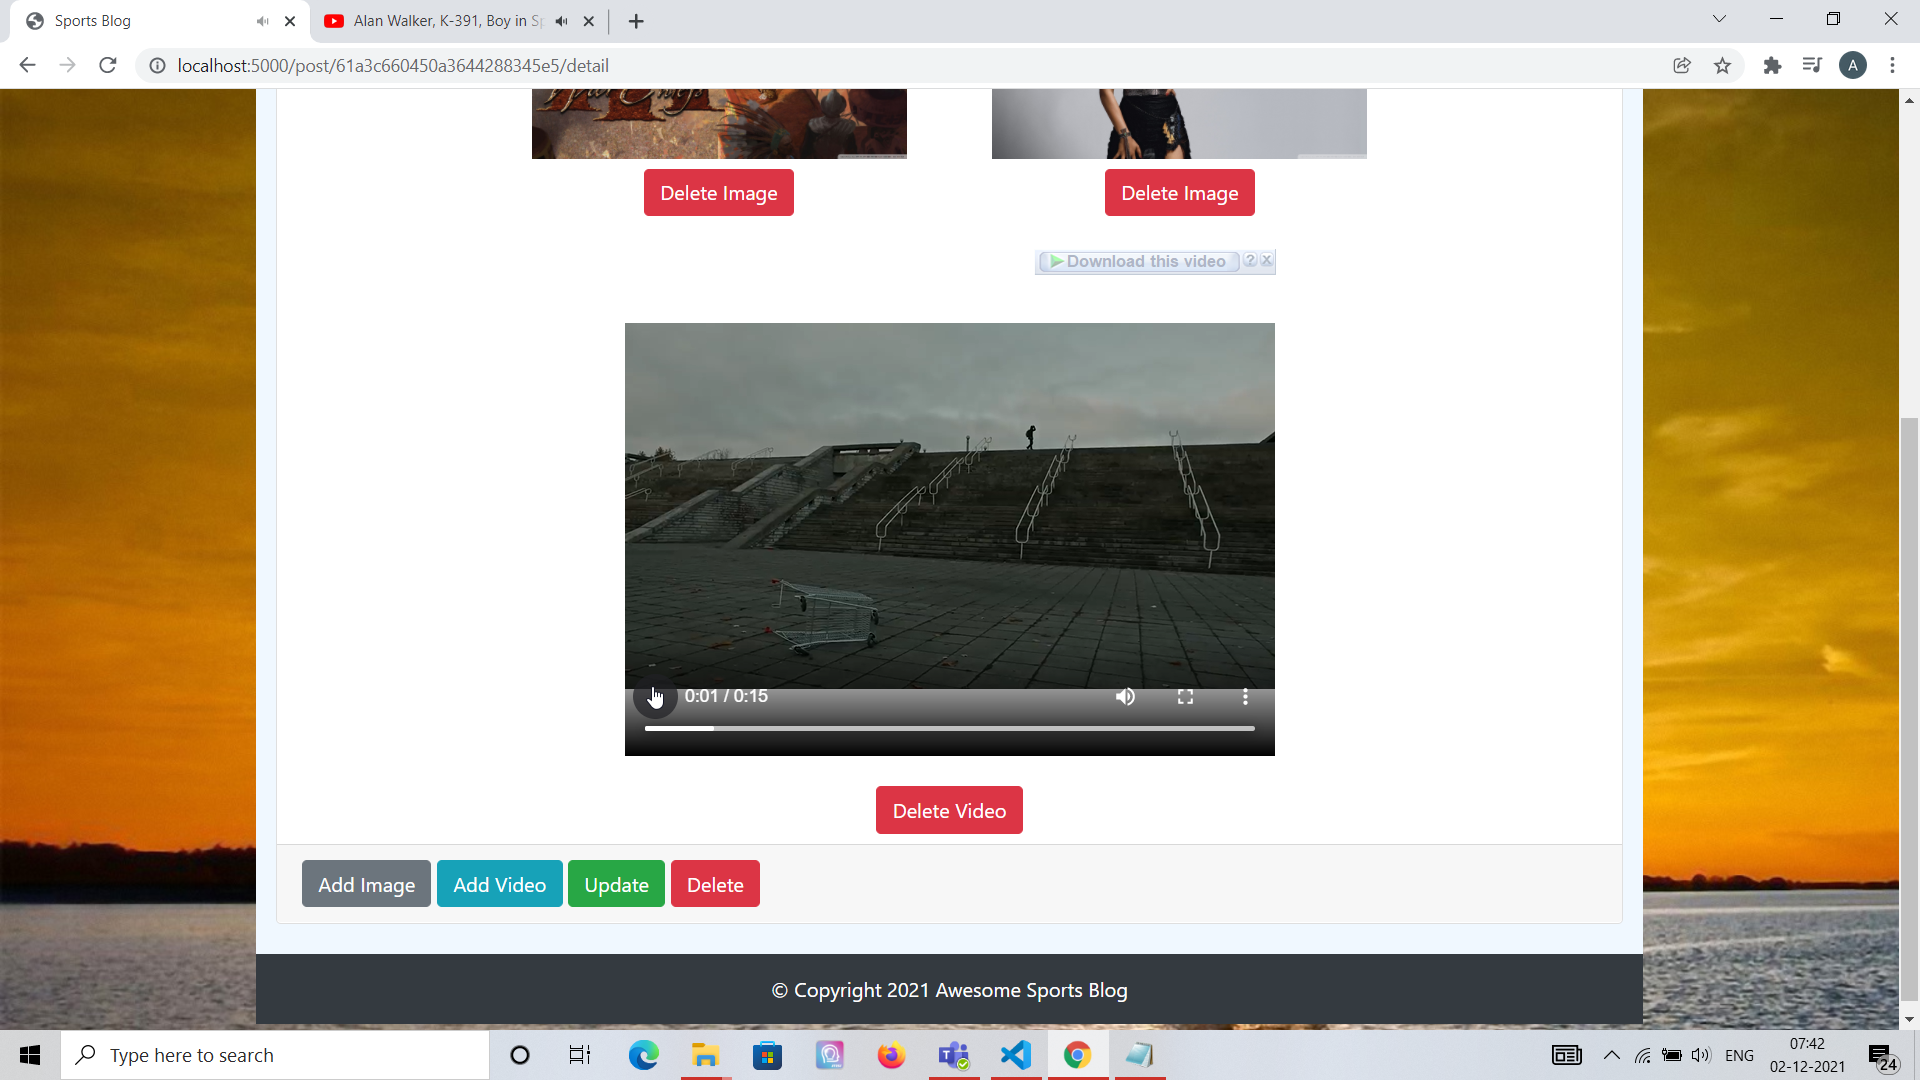 Sports Blog
Alan Walker, K-391, Boy in Sp
localhost:5000/post/61a3c660450a3644288345e5/detail
A
Delete Image
Delete Image
Download this video ? X
0:01 / 0:15
Delete Video
Add Image
Add Video
Update
Delete
© Copyright 2021 Awesome Sports Blog
Type here to search
ENG
07:42
02-12-2021
24